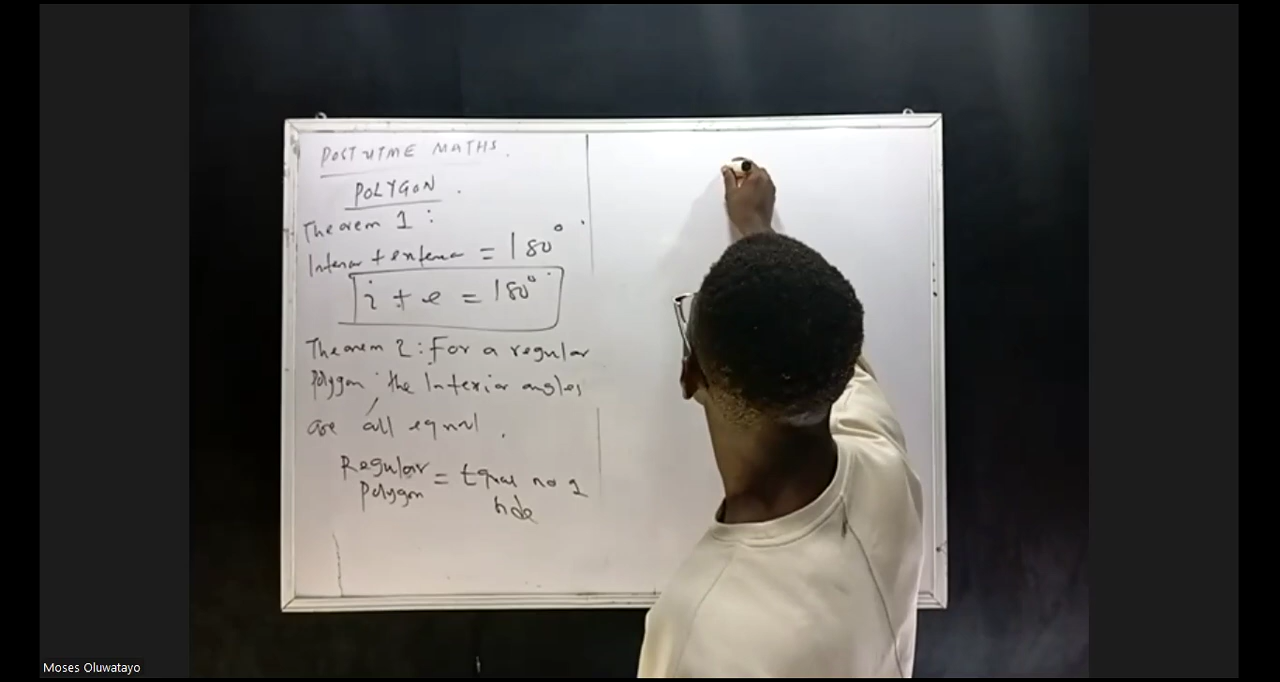 POST UTME MATHS.
POLYGON.
Theorem 1:
Interior + exterior = 180°.
i + e = 180°.
Theorem 2: For a regular
polygon, the Interior angles
are all equal.
Regular polygon = Equal no of side
Moses Oluwatayo